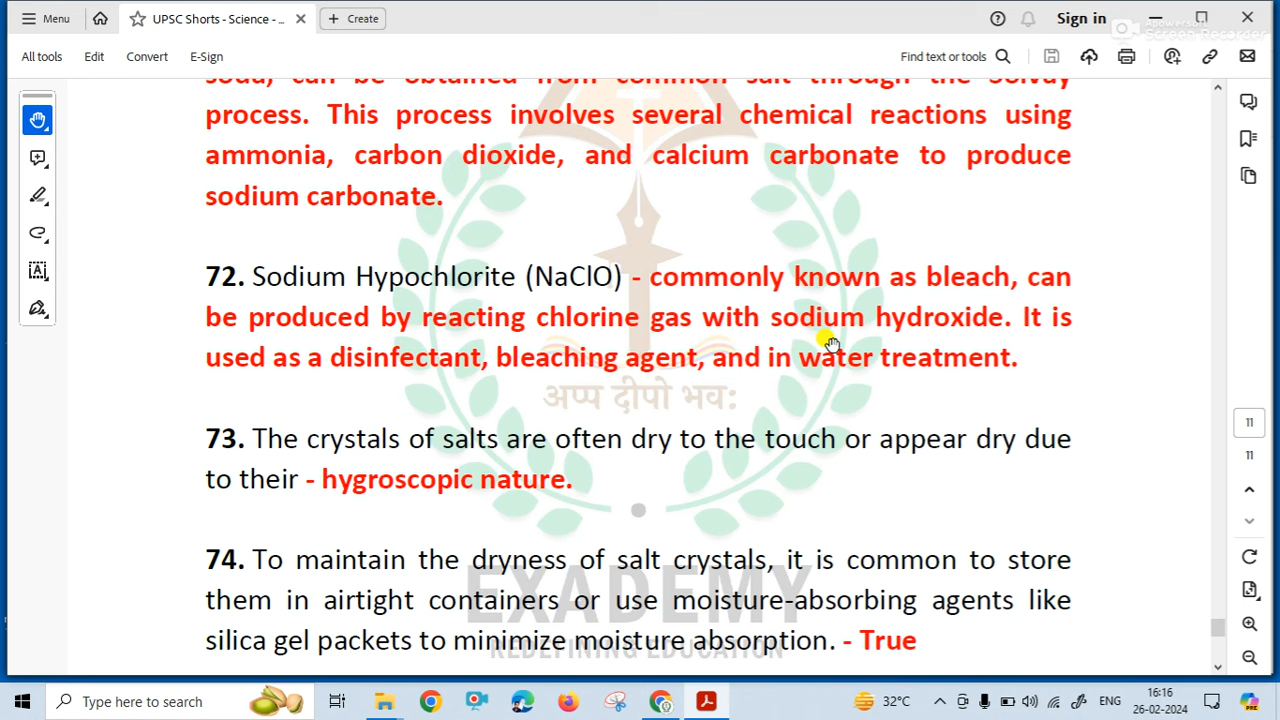 Menu
UPSC Shorts - Science - ...
Create
Sign in
Apowersoft
Screen Recorder
All tools
Edit
Convert
E-Sign
Find text or tools
soda, can be obtained from common salt through the Solvay
process. This process involves several chemical reactions using
ammonia, carbon dioxide, and calcium carbonate to produce
sodium carbonate.
72. Sodium Hypochlorite (NaClO) - commonly known as bleach, can
be produced by reacting chlorine gas with sodium hydroxide. It is
used as a disinfectant, bleaching agent, and in water treatment.
अप्प दीपो भव:
73. The crystals of salts are often dry to the touch or appear dry due
to their - hygroscopic nature.
74. To maintain the dryness of salt crystals, it is common to store
them in airtight containers or use moisture-absorbing agents like
silica gel packets to minimize moisture absorption. - True
EXADEMY
REDEFINING EDUCATION
11
11
Type here to search
32°C
ENG
16:16
26-02-2024
PRE